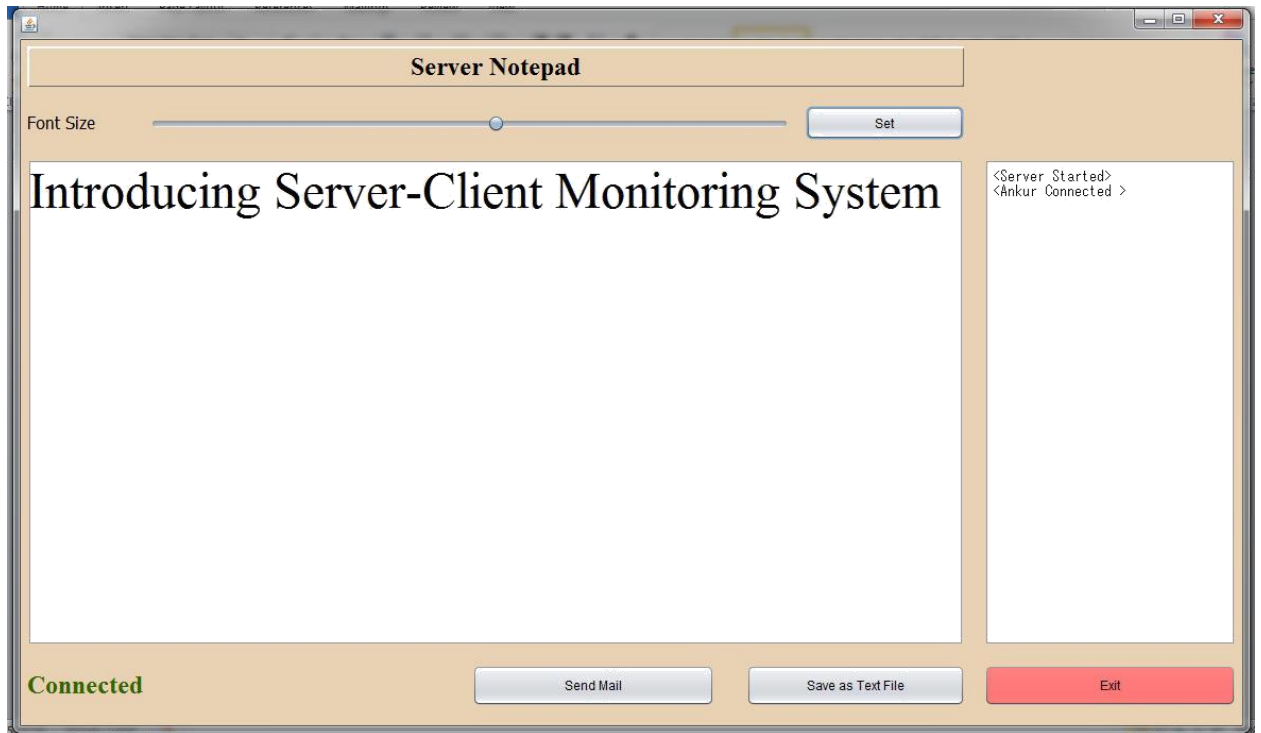 Server Notepad
Font Size
Set
Introducing Server-Client Monitoring System
<Server Started>
<Ankur Connected >
Connected
Send Mail
Save as Text File
Exit